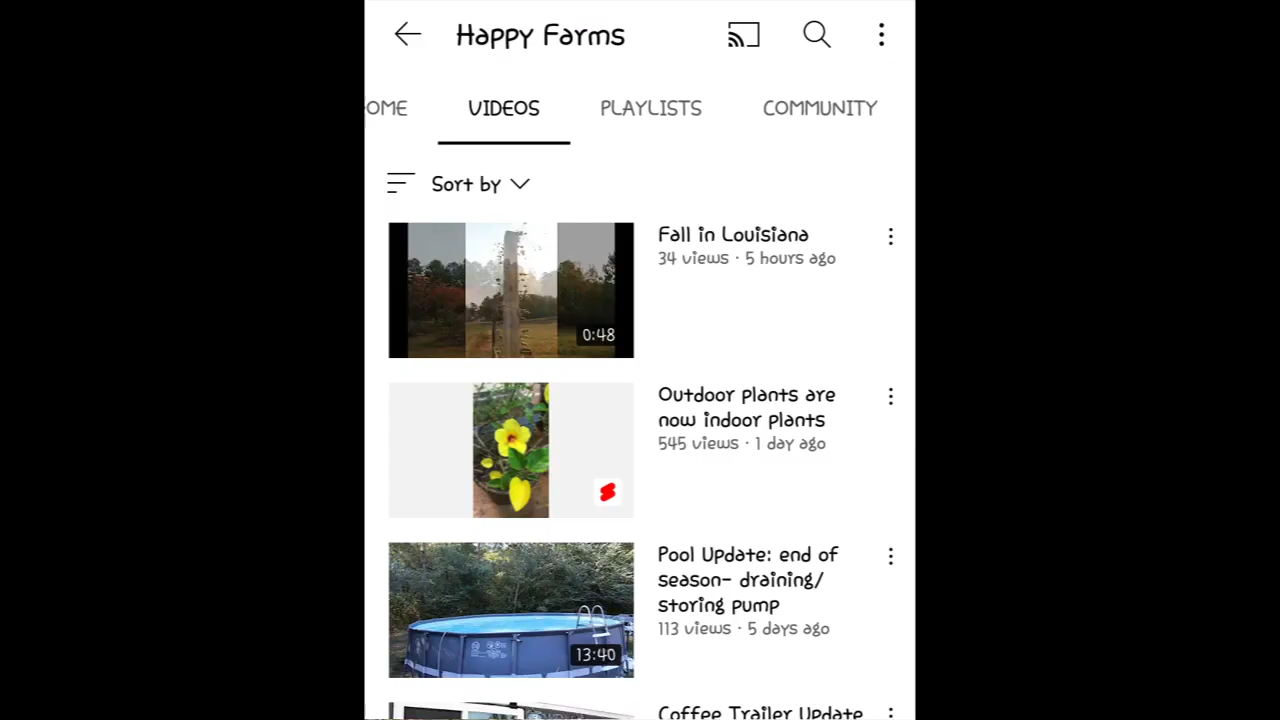 Happy Farms
OME VIDEOS PLAYLISTS COMMUNITY
Sort by
Fall in Louisiana
34 views · 5 hours ago
0:48
Outdoor plants are
now indoor plants
545 views · 1 day ago
Pool Update: end of
season- draining/
storing pump
113 views · 5 days ago
13:40
Coffee Trailer Update